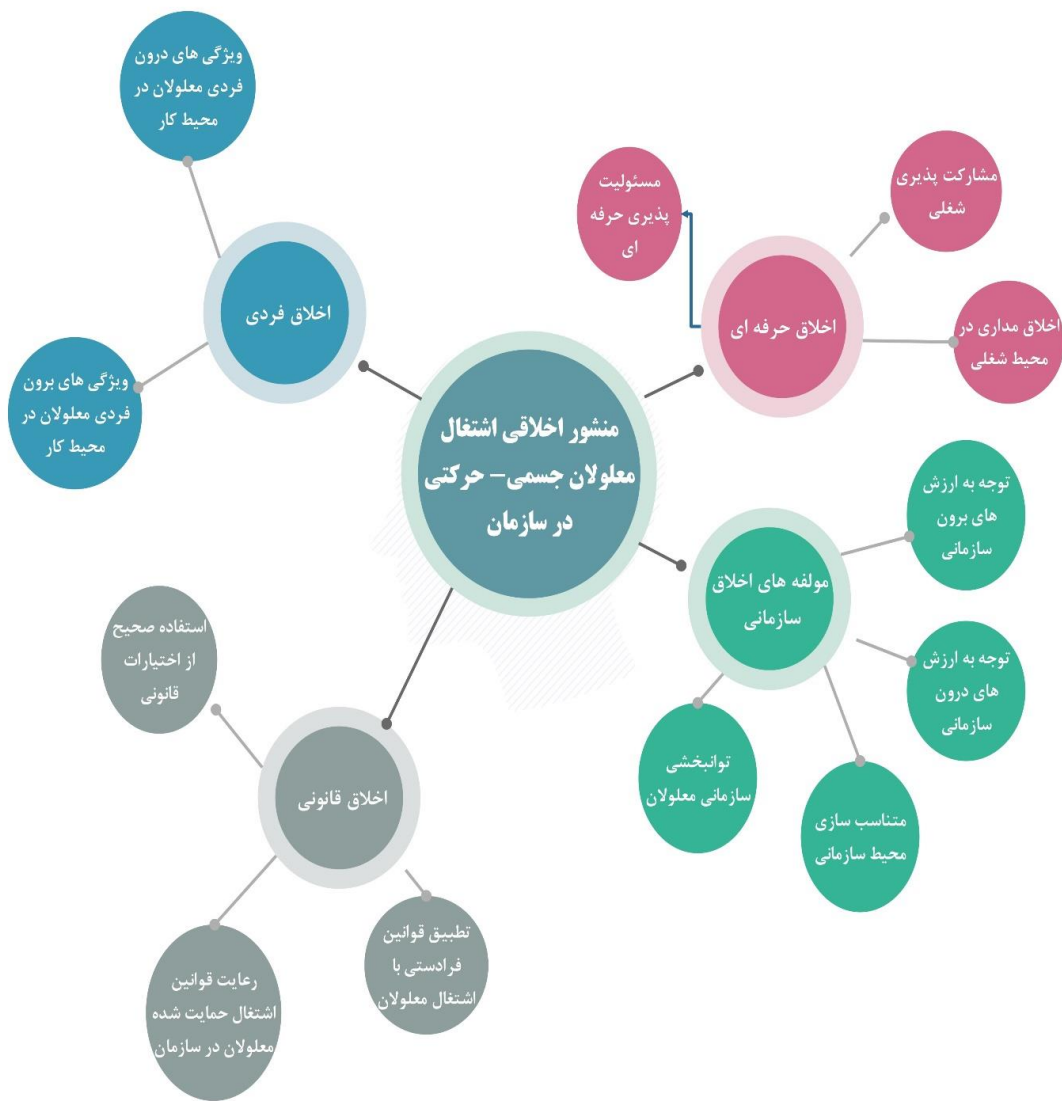 منشور اخلاقی اشتغال
معلولان جسمی- حرکتی
در سازمان
اخلاق حرفه ای
مشارکت پذیری
شغلی
مسئولیت
پذیری حرفه
ای
اخلاق مداری در
محیط شغلی
مولفه های اخلاق
سازمانی
توجه به ارزش
های برون
سازمانی
توجه به ارزش
های درون
سازمانی
متناسب سازی
محیط سازمانی
توانبخشی
سازمانی معلولان
اخلاق فردی
ویژگی های درون
فردی معلولان در
محیط کار
ویژگی های برون
فردی معلولان در
محیط کار
اخلاق قانونی
استفاده صحیح
از اختیارات
قانونی
تطبیق قوانین
فرادستی با
اشتغال معلولان
رعایت قوانین
اشتغال حمایت شده
معلولان در سازمان